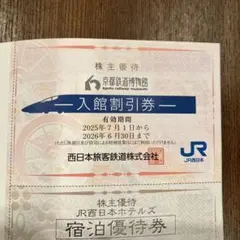 株主優待
京都鉄道博物館
KYOTO RAILWAY MUSEUM
入館割引券
有効期間
2025年7月1日から
2026年6月30日まで
西日本旅客鉄道株式会社
JR
JR西日本
株主優待
JR西日本ホテルズ
宿泊優待券